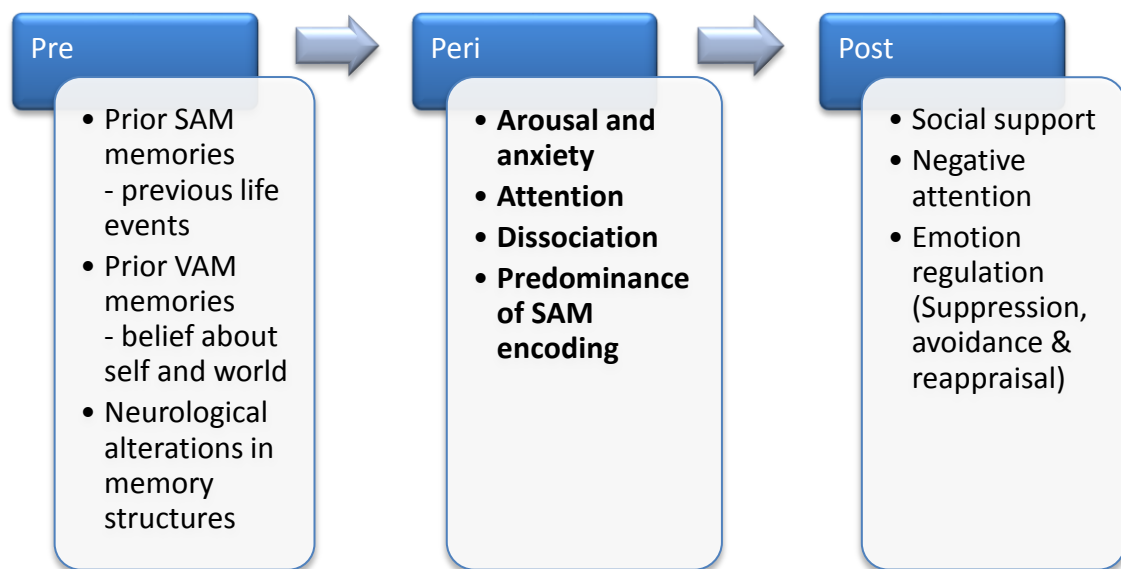 Pre
• Prior SAM
memories
- previous life
events
• Prior VAM
memories
- belief about
self and world
• Neurological
alterations in
memory
structures
Peri
• Arousal and
anxiety
• Attention
• Dissociation
• Predominance
of SAM
encoding
Post
• Social support
• Negative
attention
• Emotion
regulation
(Suppression,
avoidance &
reappraisal)